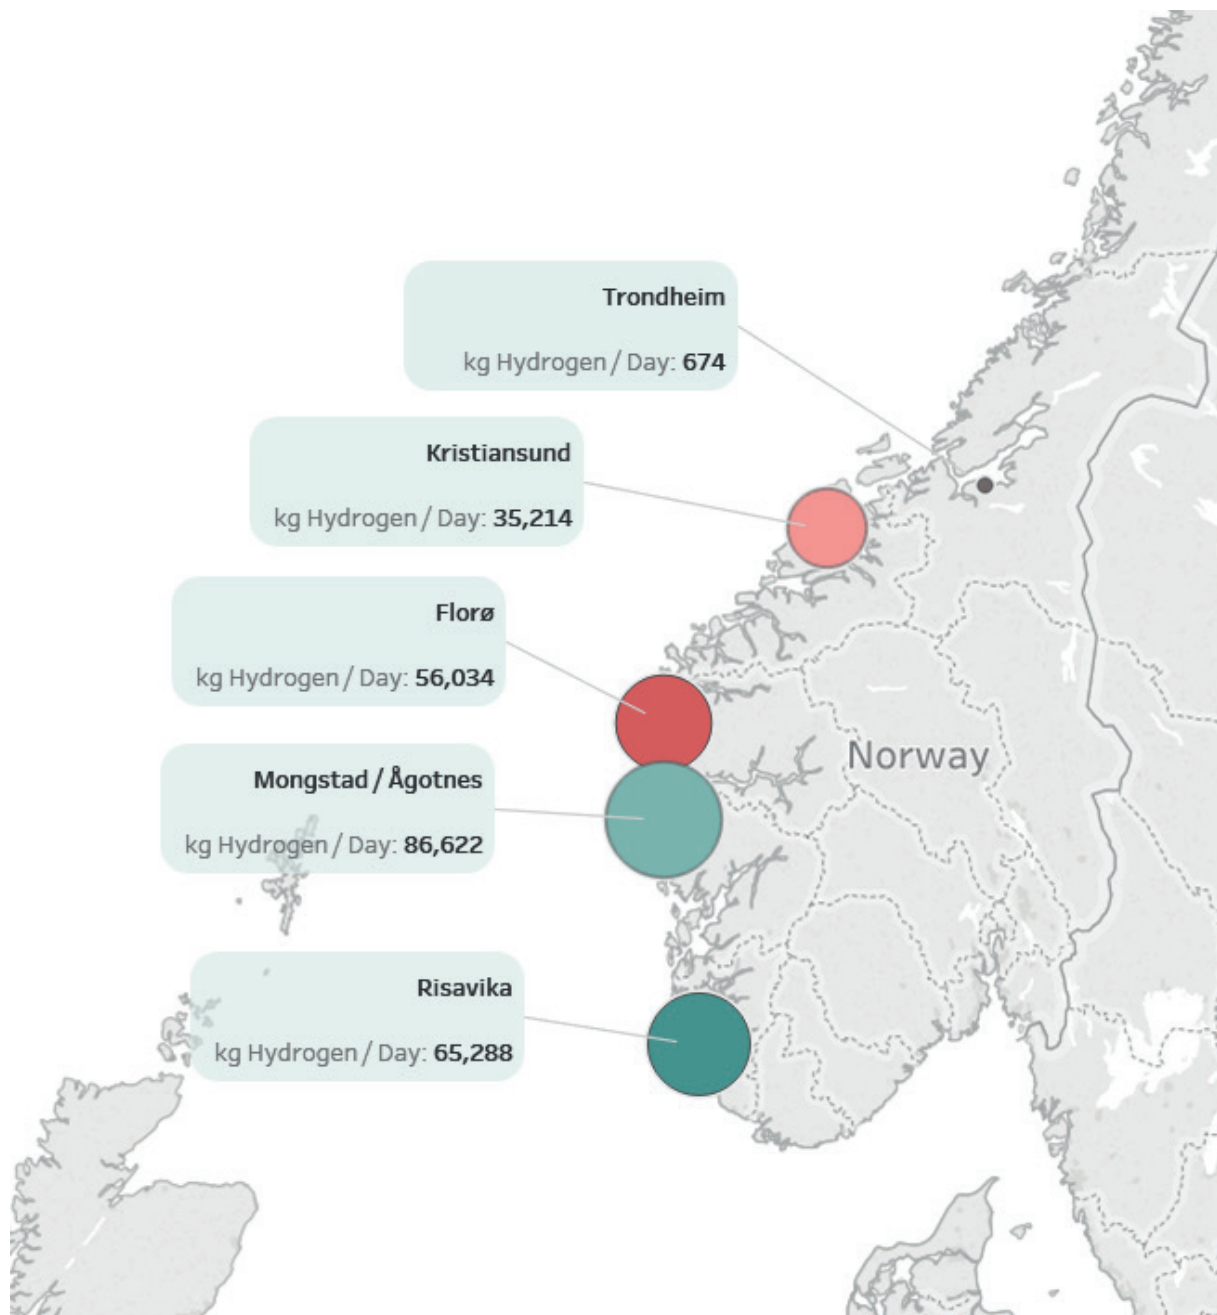 Trondheim
kg Hydrogen / Day: 674
Kristiansund
kg Hydrogen / Day: 35,214
Florø
kg Hydrogen / Day: 56,034
Norway
Mongstad / Ågotnes
kg Hydrogen / Day: 86,622
Risavika
kg Hydrogen / Day: 65,288